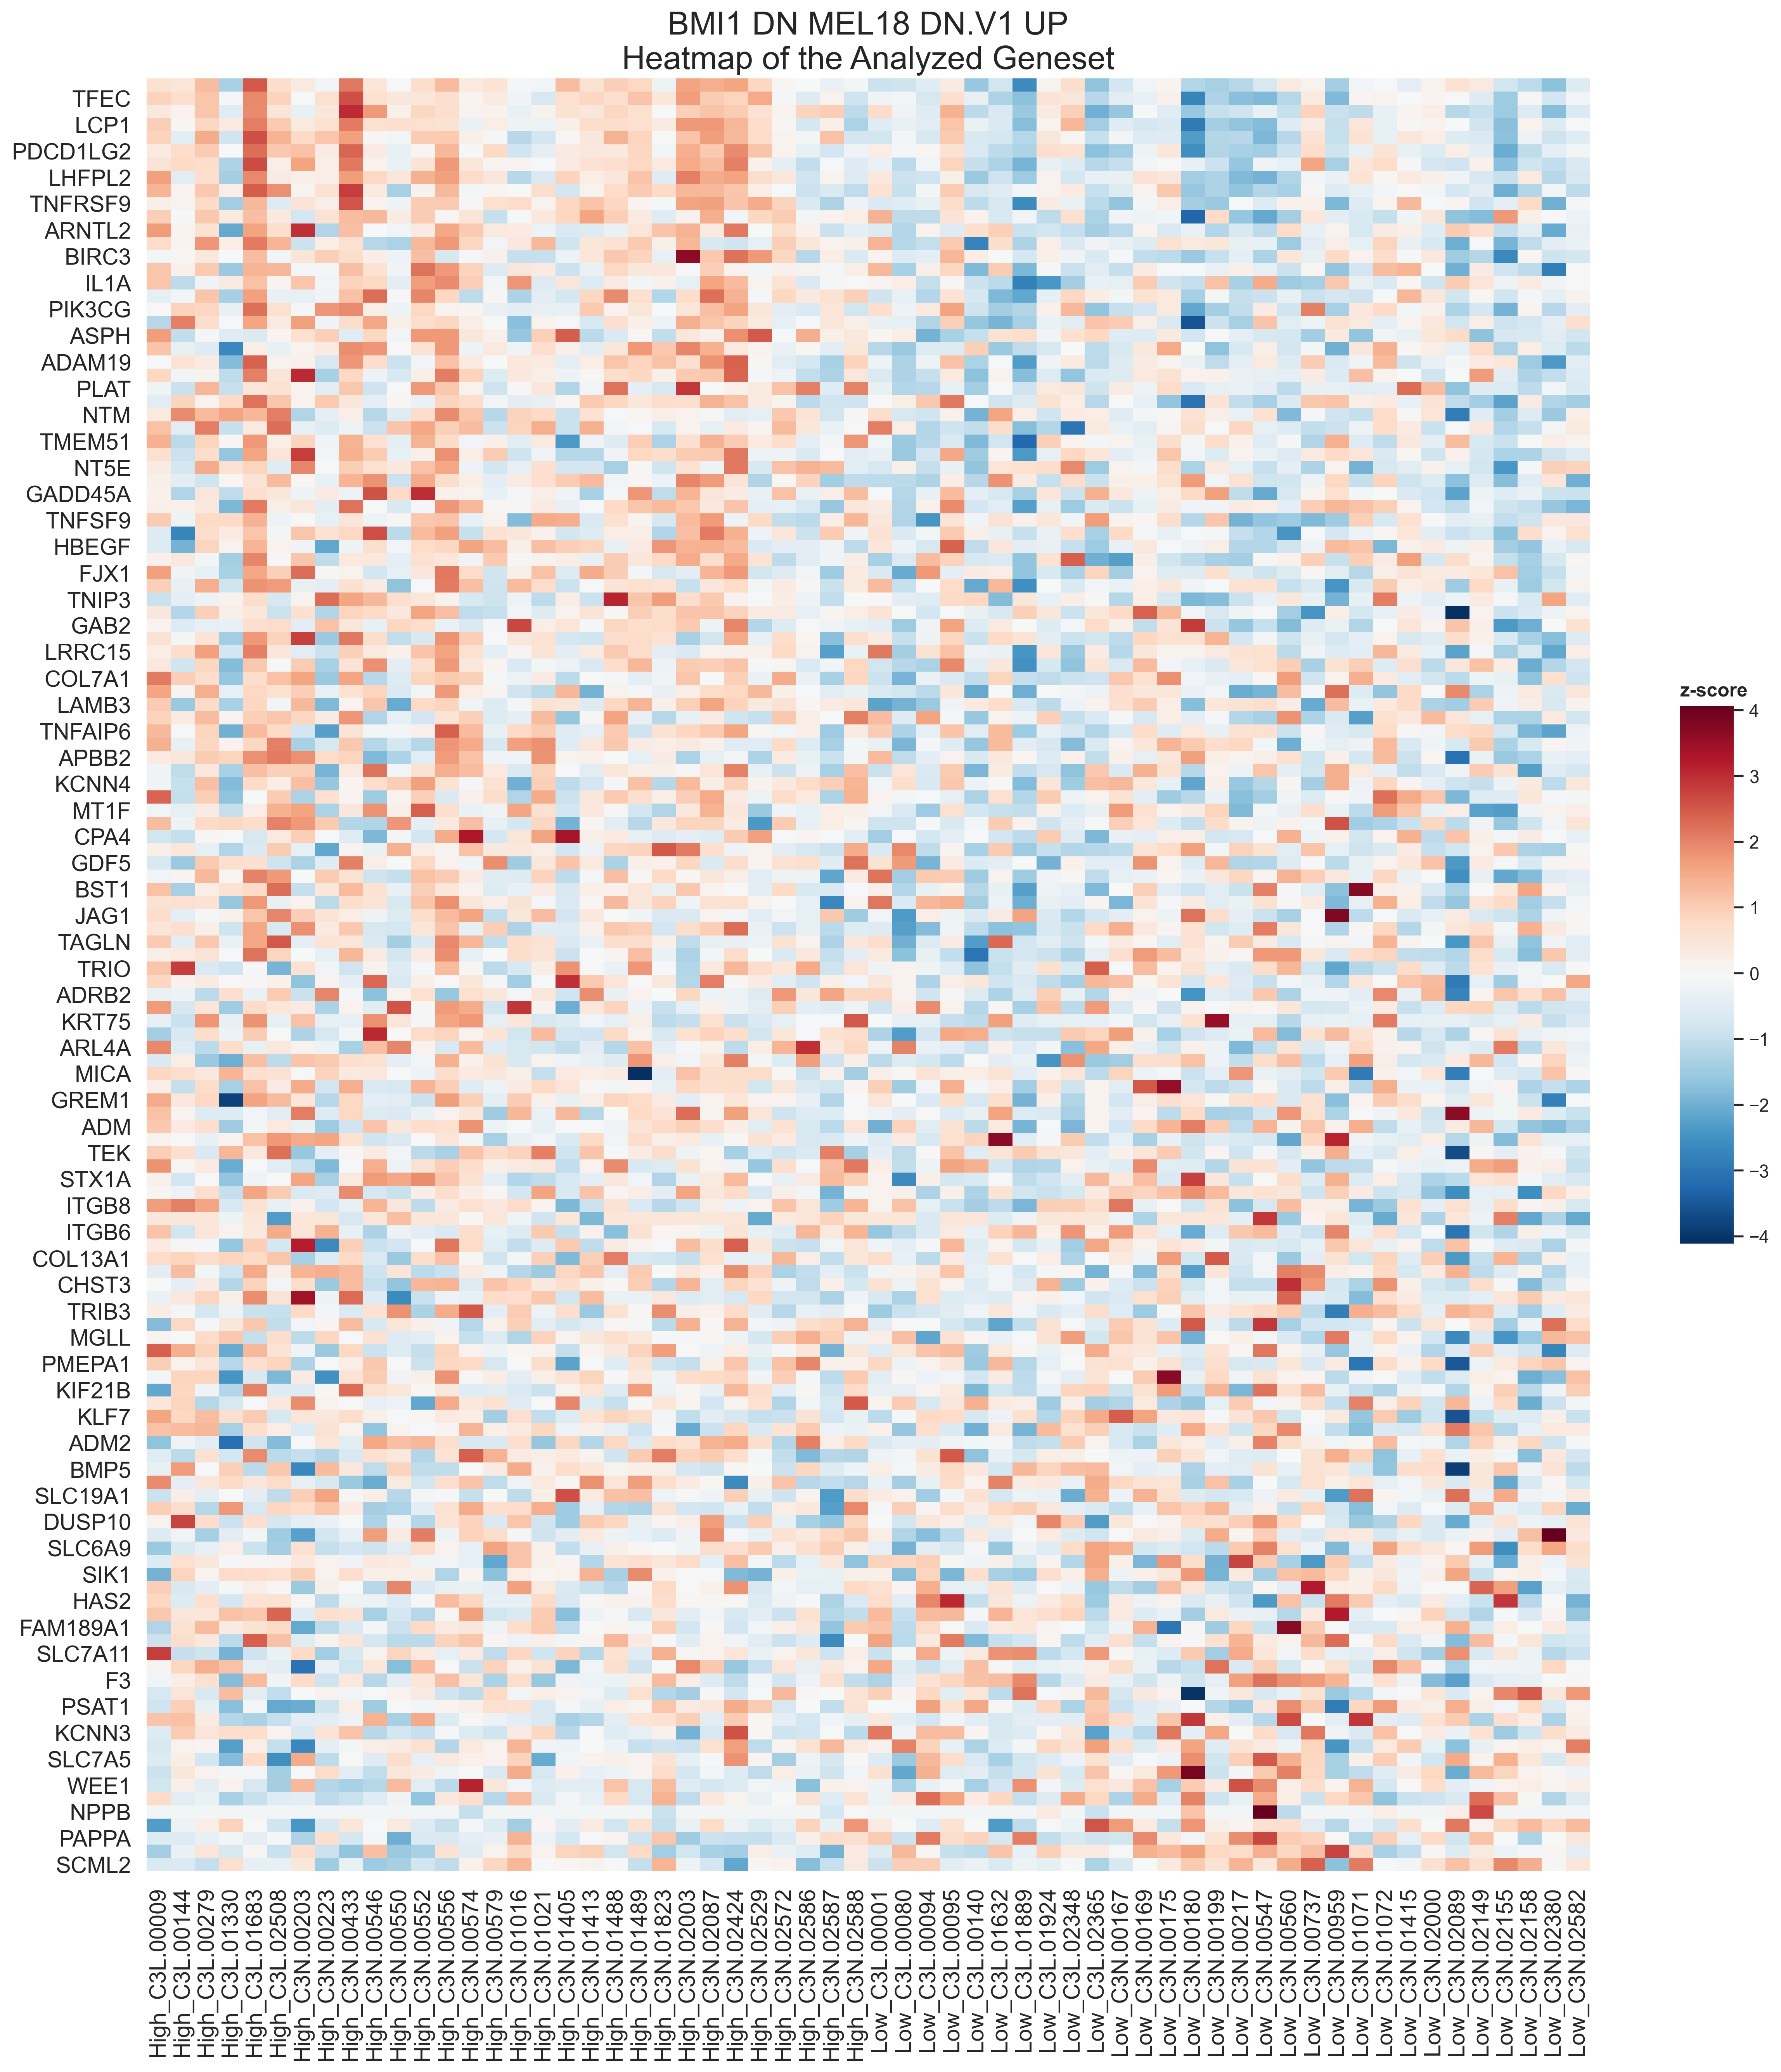 BMI1 DN MEL18 DN.V1 UP
Heatmap of the Analyzed Geneset
TFEC
LCP1
PDCD1LG2
LHFPL2
TNFRSF9
ARNTL2
BIRC3
IL1A
PIK3CG
ASPH
ADAM19
PLAT
NTM
TMEM51
NT5E
GADD45A
TNFSF9
HBEGF
FJX1
TNIP3
GAB2
LRRC15
COL7A1
LAMB3
TNFAIP6
APBB2
KCNN4
MT1F
CPA4
GDF5
BST1
JAG1
TAGLN
TRIO
ADRB2
KRT75
ARL4A
MICA
GREM1
ADM
TEK
STX1A
ITGB8
ITGB6
COL13A1
CHST3
TRIB3
MGLL
PMEPA1
KIF21B
KLF7
ADM2
BMP5
SLC19A1
DUSP10
SLC6A9
SIK1
HAS2
FAM189A1
SLC7A11
F3
PSAT1
KCNN3
SLC7A5
WEE1
NPPB
PAPPA
SCML2
High_C3L.00009
High_C3L.00144
High_C3L.00279
High_C3L.01330
High_C3L.01683
High_C3L.02508
High_C3N.00203
High_C3N.00223
High_C3N.00433
High_C3N.00546
High_C3N.00550
High_C3N.00552
High_C3N.00556
High_C3N.00574
High_C3N.00579
High_C3N.01016
High_C3N.01021
High_C3N.01405
High_C3N.01413
High_C3N.01488
High_C3N.01489
High_C3N.01823
High_C3N.02003
High_C3N.02087
High_C3N.02424
High_C3N.02529
High_C3N.02572
High_C3N.02586
High_C3N.02587
High_C3N.02588
Low_C3L.00001
Low_C3L.00080
Low_C3L.00094
Low_C3L.00095
Low_C3L.00140
Low_C3L.01632
Low_C3L.01889
Low_C3L.01924
Low_C3L.02348
Low_C3L.02365
Low_C3N.00167
Low_C3N.00169
Low_C3N.00175
Low_C3N.00180
Low_C3N.00199
Low_C3N.00217
Low_C3N.00547
Low_C3N.00560
Low_C3N.00737
Low_C3N.00959
Low_C3N.01071
Low_C3N.01072
Low_C3N.01415
Low_C3N.02000
Low_C3N.02089
Low_C3N.02149
Low_C3N.02155
Low_C3N.02158
Low_C3N.02380
Low_C3N.02582
z-score
4
3
2
1
0
−1
−2
−3
−4